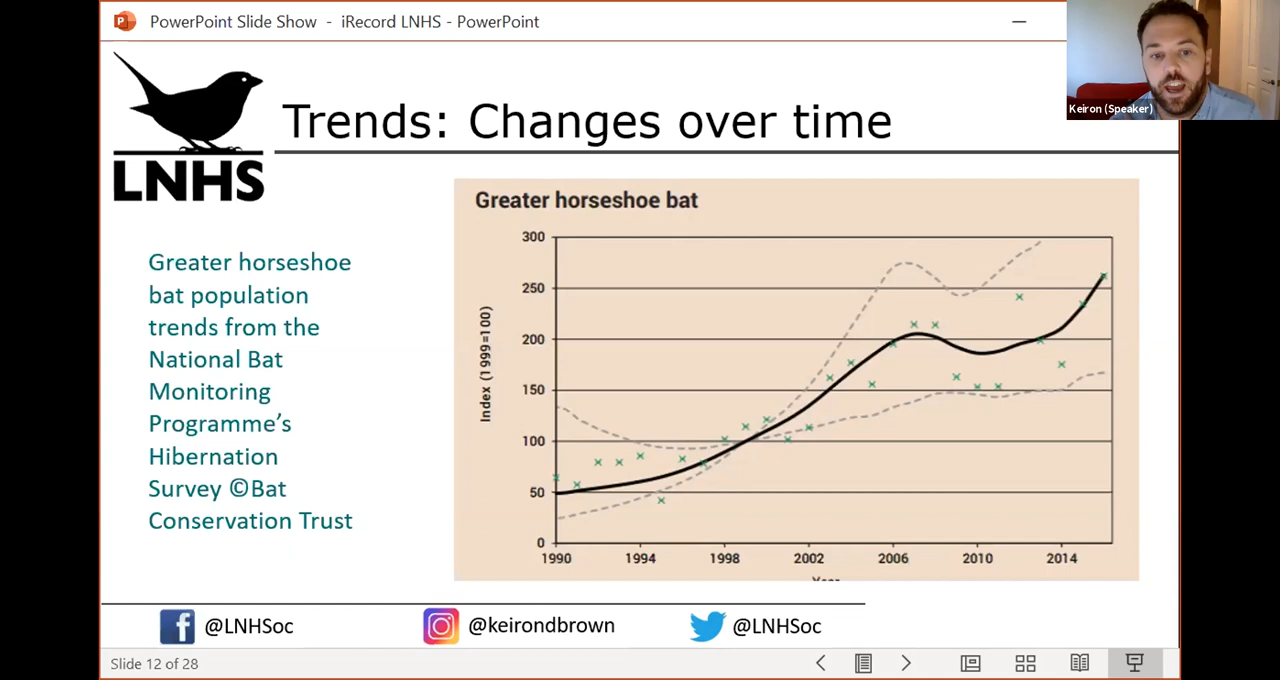 PowerPoint Slide Show - iRecord LNHS - PowerPoint
Keiron (Speaker)
LNHS
Trends: Changes over time
Greater horseshoe
bat population
trends from the
National Bat
Monitoring
Programme’s
Hibernation
Survey ©Bat
Conservation Trust
Greater horseshoe bat
Index (1999=100)
300
250
200
150
100
50
0
1990 1994 1998 2002 2006 2010 2014
@LNHSoc @keirondbrown @LNHSoc
Slide 12 of 28